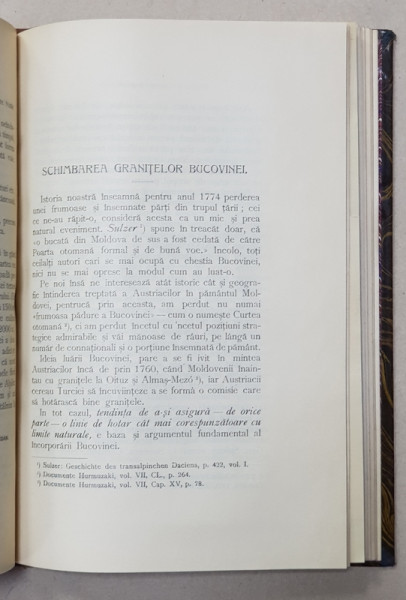 SCHIMBAREA GRANIȚELOR BUCOVINEI.
Istoria noastră înseamnă pentru anul 1774 perderea
unei frumoase și însemnate părți din trupul țării; cei
ce ne-au răpit-o, consideră acesta ca un mic și prea
natural eveniment. Sulzer ¹) spune în treacăt doar, că
«o bucată din Moldova de sus a fost cedată de către
Poarta otomană formal și de bună voe.» Incolo, toți
ceilalți autori cari se mai ocupă cu chestia Bucovinei,
nici nu se mai opresc la modul cum au luat-o.
Pe noi însă ne interesează atât istoric cât și geografic
întinderea treptată a Austriacilor în pământul Mol-
dovei, pentrucă prin aceasta, am perdut nu numai
«frumoasa pădure a Bucovinei» — cum o numește Curtea
otomană ²), ci am perdut încetul cu 'ncetul pozițiuni stra-
tegice admirabile și văi mănoase de râuri, pe lângă un
număr de connaționali și o porțiune însemnată de pământ.
Ideia luării Bucovinei, pare a se fi ivit în mintea
Austriacilor încă de prin 1760, când Moldovenii înain-
tau cu granițele la Oituz și Almaș-Mező ³), iar Austriacii
cereau Turciei să încuviințeze a se formà o comisie care
să hotărască bine granițele.
In tot cazul, tendința de a-și asigurà — de orice
parte — o linie de hotar cât mai corespunzătoare cu
limite naturale, e baza și argumentul fundamental al
încorporării Bucovinei.
¹) Sulzer: Geschichte des transalpinchen Daciens, p. 422, vol. I.
²) Documente Hurmuzaki, vol. VII, CL., p. 264.
³) Documente Hurmuzaki, vol. VII, Cap. XV, p. 78.